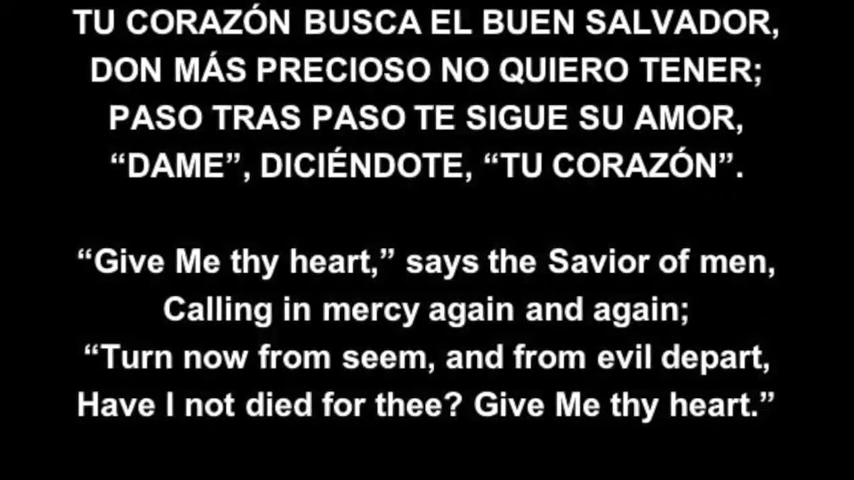 TU CORAZÓN BUSCA EL BUEN SALVADOR,
DON MÁS PRECIOSO NO QUIERO TENER;
PASO TRAS PASO TE SIGUE SU AMOR,
“DAME”, DICIÉNDOTE, “TU CORAZÓN”.
“Give Me thy heart,” says the Savior of men,
Calling in mercy again and again;
“Turn now from seem, and from evil depart,
Have I not died for thee? Give Me thy heart.”